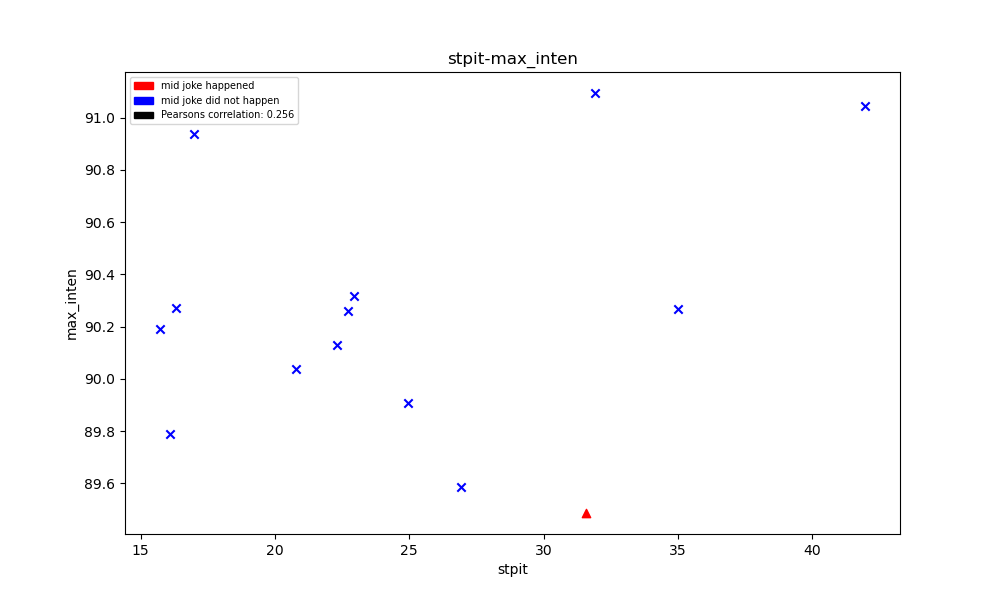 stpit-max_inten
mid joke happened
mid joke did not happen
Pearsons correlation: 0.256
91.0
90.8
90.6
90.4
90.2
90.0
89.8
89.6
max_inten
15 20 25 30 35 40
stpit